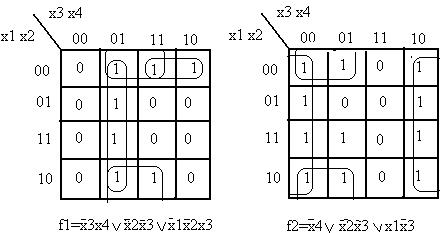 x3 x4
x1 x2 00 01 11 10
00 0 1 1 1
01 0 1 0 0
11 0 1 0 0
10 0 1 1 0
f1=x̄3x4∨x̄2x̄3∨x̄1x̄2x3
x3 x4
x1 x2 00 01 11 10
00 1 1 0 1
01 1 0 0 1
11 1 1 0 1
10 1 1 0 1
f2=x̄4∨x̄2x̄3∨x1x̄3